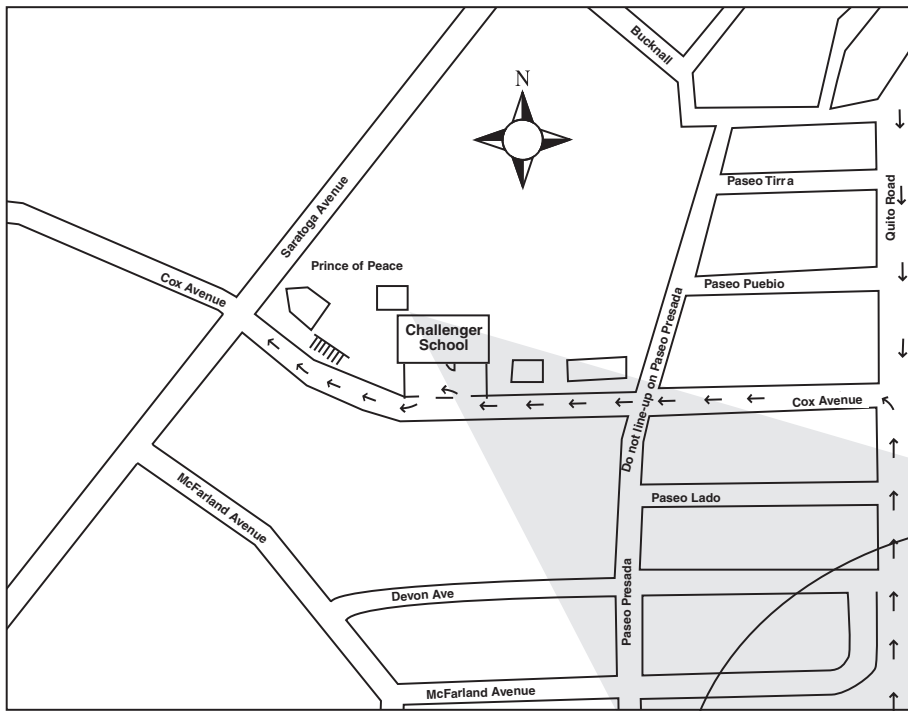 Bucknall
N
Paseo Tirra
Quito Road
Saratoga Avenue
Prince of Peace
Cox Avenue
Paseo Puebio
Challenger
School
Do not line-up on Paseo Presada
Cox Avenue
Paseo Lado
McFarland Avenue
Devon Ave
Paseo Presada
McFarland Avenue